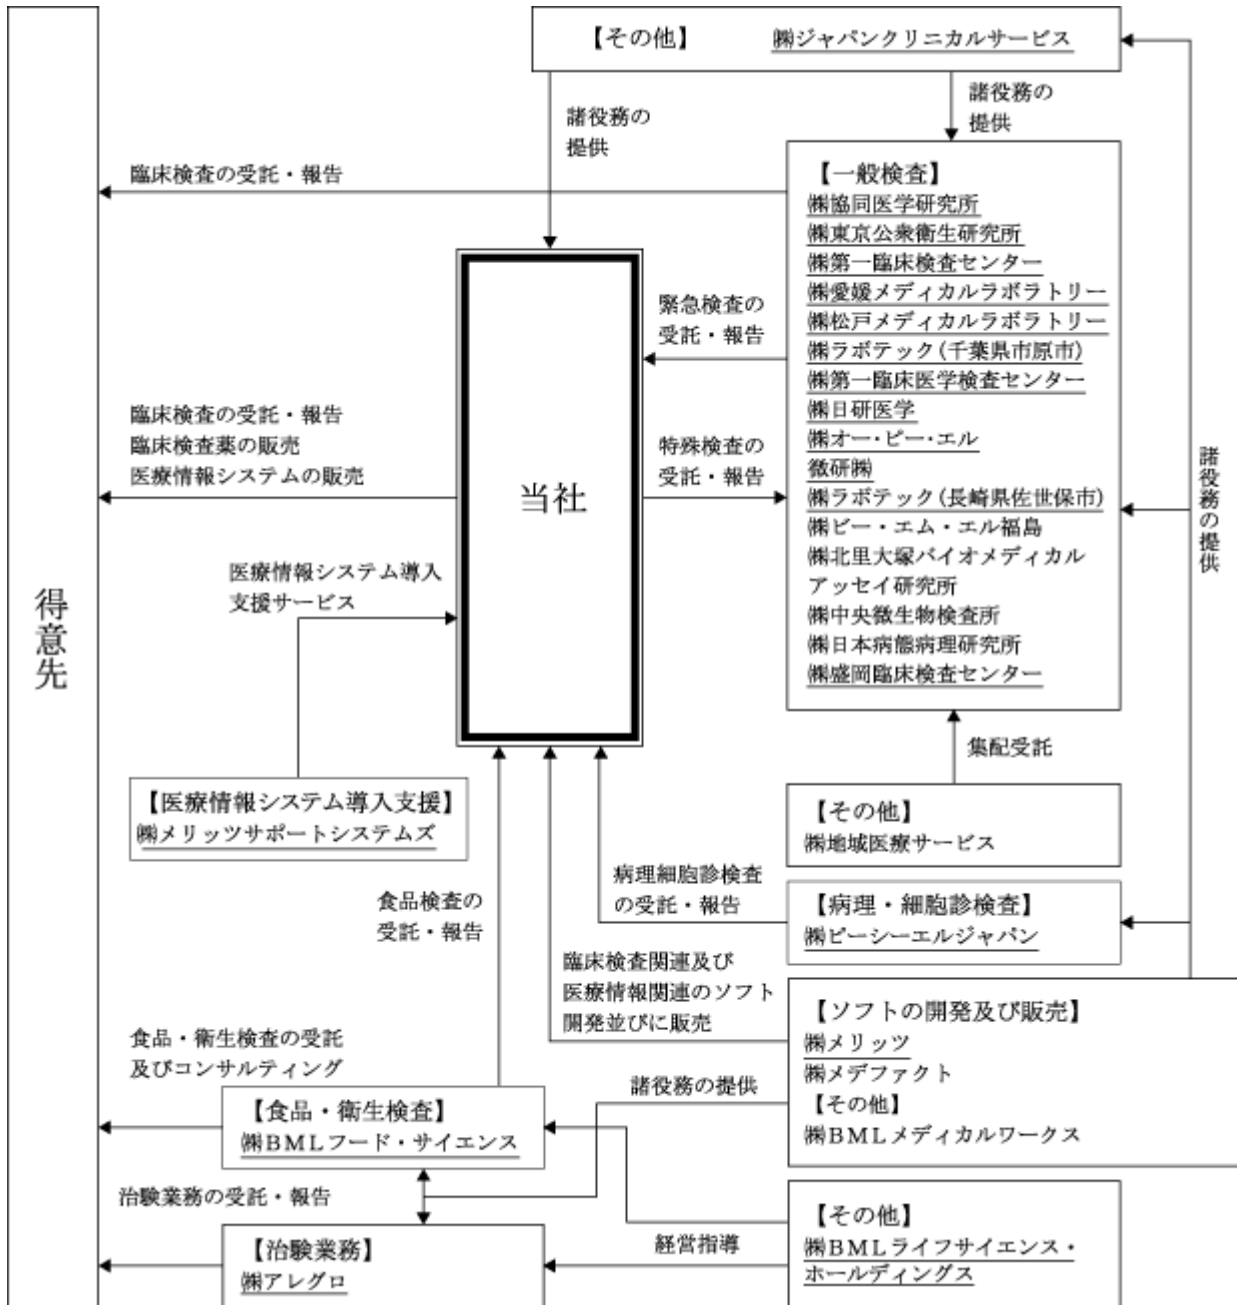 【その他】　㈱ジャパンクリニカルサービス
諸役務の
提供
諸役務の
提供
臨床検査の受託・報告
【一般検査】
㈱協同医学研究所
㈱東京公衆衛生研究所
㈱第一臨床検査センター
㈱愛媛メディカルラボラトリー
㈱松戸メディカルラボラトリー
㈱ラボテック(千葉県市原市)
㈱第一臨床医学検査センター
㈱日研医学
㈱オー・ピー・エル
微研㈱
㈱ラボテック(長崎県佐世保市)
㈱ビー・エム・エル福島
㈱北里大塚バイオメディカル
アッセイ研究所
㈱中央微生物検査所
㈱日本病態病理研究所
㈱盛岡臨床検査センター
緊急検査の
受託・報告
特殊検査の
受託・報告
当社
臨床検査の受託・報告
臨床検査薬の販売
医療情報システムの販売
医療情報システム導入
支援サービス
得意先
諸役務の提供
集配受託
【医療情報システム導入支援】
㈱メリッツサポートシステムズ
【その他】
㈱地域医療サービス
病理細胞診検査
の受託・報告
【病理・細胞診検査】
㈱ピーシーエルジャパン
食品検査の
受託・報告
臨床検査関連及び
医療情報関連のソフト
開発並びに販売
【ソフトの開発及び販売】
㈱メリッツ
㈱メデファクト
【その他】
㈱ＢＭＬメディカルワークス
食品・衛生検査の受託
及びコンサルティング
諸役務の提供
【食品・衛生検査】
㈱ＢＭＬフード・サイエンス
治験業務の受託・報告
【治験業務】
㈱アレグロ
経営指導
【その他】
㈱ＢＭＬライフサイエンス・
ホールディングス